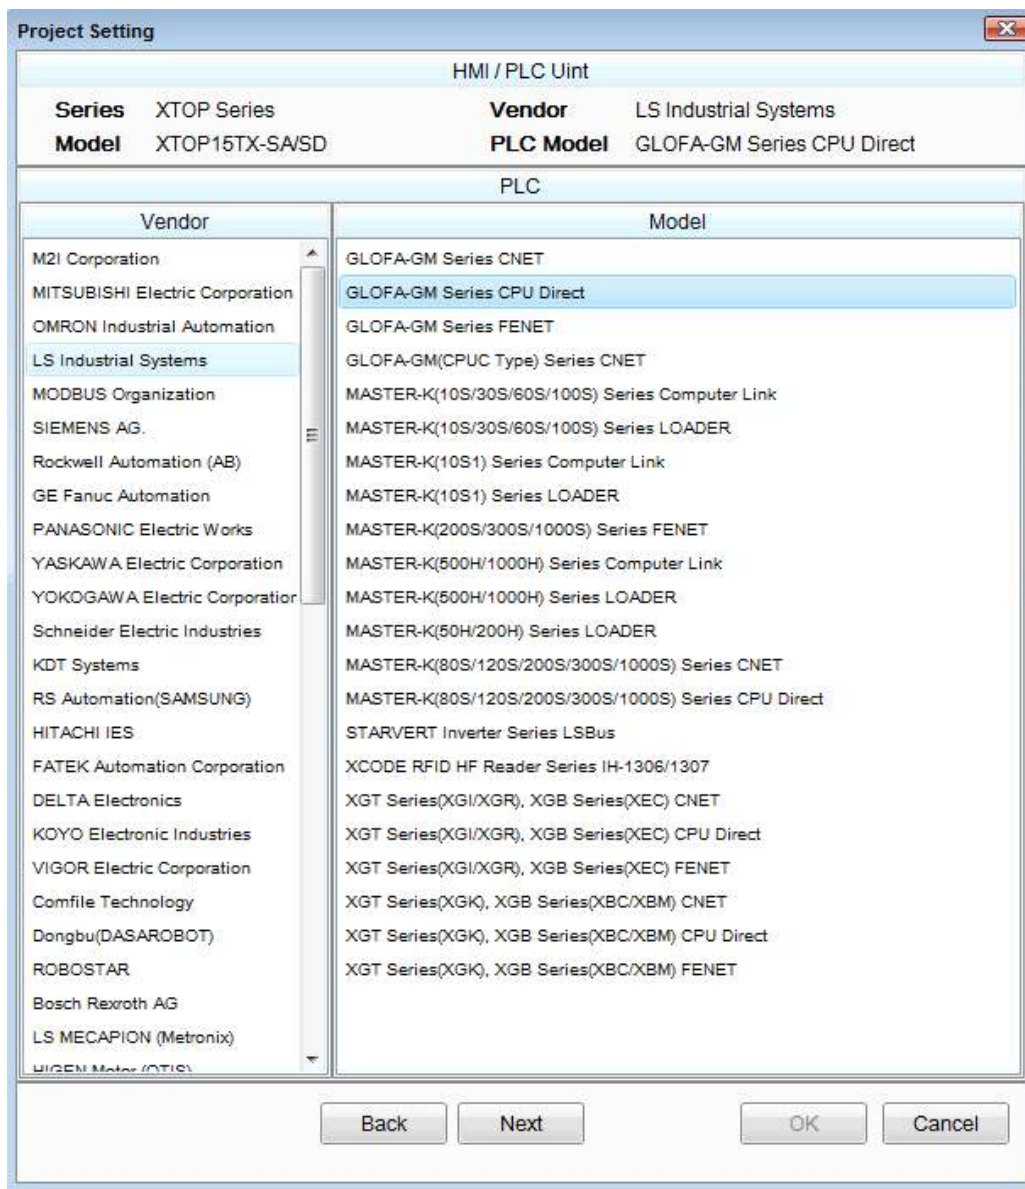 Project Setting
HMI / PLC Uint
Series XTOP Series Vendor LS Industrial Systems
Model XTOP15TX-SA/SD PLC Model GLOFA-GM Series CPU Direct
PLC
Vendor
M2I Corporation
MITSUBISHI Electric Corporation
OMRON Industrial Automation
LS Industrial Systems
MODBUS Organization
SIEMENS AG.
Rockwell Automation (AB)
GE Fanuc Automation
PANASONIC Electric Works
YASKAWA Electric Corporation
YOKOGAWA Electric Corporation
Schneider Electric Industries
KDT Systems
RS Automation(SAMSUNG)
HITACHI IES
FATEK Automation Corporation
DELTA Electronics
KOYO Electronic Industries
VIGOR Electric Corporation
Comfile Technology
Dongbu(DASAROBOT)
ROBOSTAR
Bosch Rexroth AG
LS MECAPION (Metronix)
HIGEN Motor (OTIS)
Model
GLOFA-GM Series CNET
GLOFA-GM Series CPU Direct
GLOFA-GM Series FENET
GLOFA-GM(CPUC Type) Series CNET
MASTER-K(10S/30S/60S/100S) Series Computer Link
MASTER-K(10S/30S/60S/100S) Series LOADER
MASTER-K(10S1) Series Computer Link
MASTER-K(10S1) Series LOADER
MASTER-K(200S/300S/1000S) Series FENET
MASTER-K(500H/1000H) Series Computer Link
MASTER-K(500H/1000H) Series LOADER
MASTER-K(50H/200H) Series LOADER
MASTER-K(80S/120S/200S/300S/1000S) Series CNET
MASTER-K(80S/120S/200S/300S/1000S) Series CPU Direct
STARVERT Inverter Series LSBus
XCODE RFID HF Reader Series IH-1306/1307
XGT Series(XGI/XGR), XGB Series(XEC) CNET
XGT Series(XGI/XGR), XGB Series(XEC) CPU Direct
XGT Series(XGI/XGR), XGB Series(XEC) FENET
XGT Series(XGK), XGB Series(XBC/XBM) CNET
XGT Series(XGK), XGB Series(XBC/XBM) CPU Direct
XGT Series(XGK), XGB Series(XBC/XBM) FENET
Back Next OK Cancel